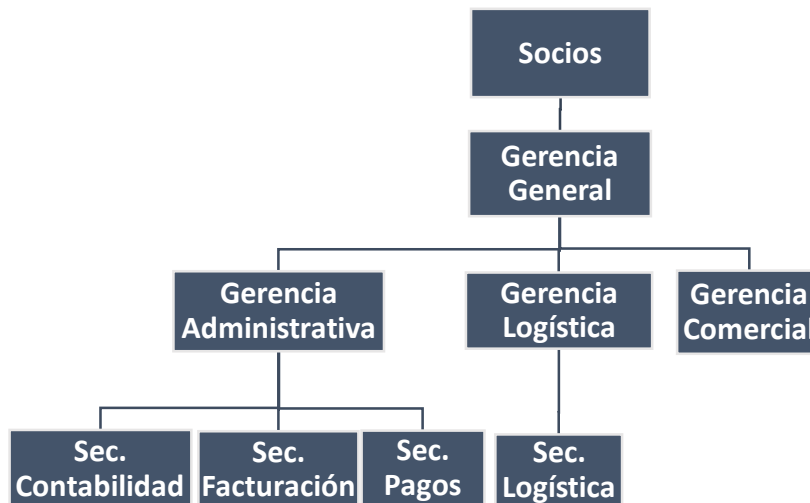 Socios
Gerencia
General
Gerencia
Administrativa
Gerencia
Logística
Gerencia
Comercial
Sec.
Contabilidad
Sec.
Facturación
Sec.
Pagos
Sec.
Logística